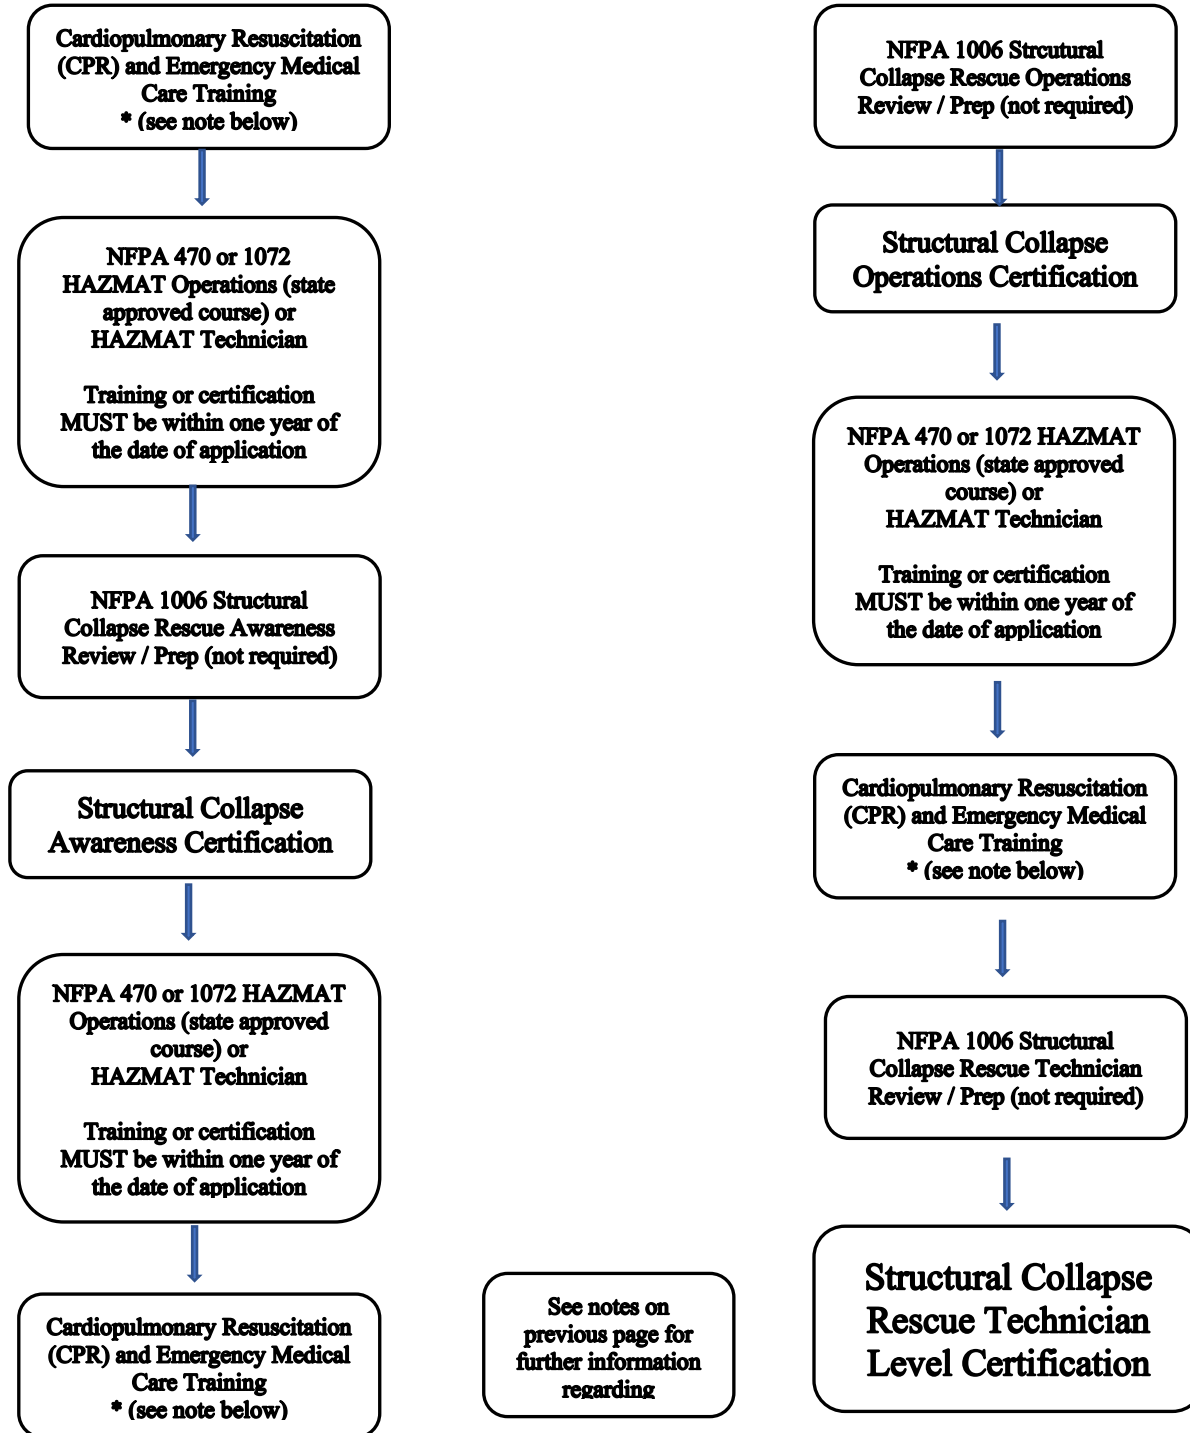 Cardiopulmonary Resuscitation
(CPR) and Emergency Medical
Care Training
* (see note below)
NFPA 470 or 1072
HAZMAT Operations (state
approved course) or
HAZMAT Technician
Training or certification
MUST be within one year of
the date of application
NFPA 1006 Structural
Collapse Rescue Awareness
Review / Prep (not required)
Structural Collapse
Awareness Certification
NFPA 470 or 1072 HAZMAT
Operations (state approved
course) or
HAZMAT Technician
Training or certification
MUST be within one year of
the date of application
Cardiopulmonary Resuscitation
(CPR) and Emergency Medical
Care Training
* (see note below)
See notes on
previous page for
further information
regarding
NFPA 1006 Strcutural
Collapse Rescue Operations
Review / Prep (not required)
Structural Collapse
Operations Certification
NFPA 470 or 1072 HAZMAT
Operations (state approved
course) or
HAZMAT Technician
Training or certification
MUST be within one year of
the date of application
Cardiopulmonary Resuscitation
(CPR) and Emergency Medical
Care Training
* (see note below)
NFPA 1006 Structural
Collapse Rescue Technician
Review / Prep (not required)
Structural Collapse
Rescue Technician
Level Certification